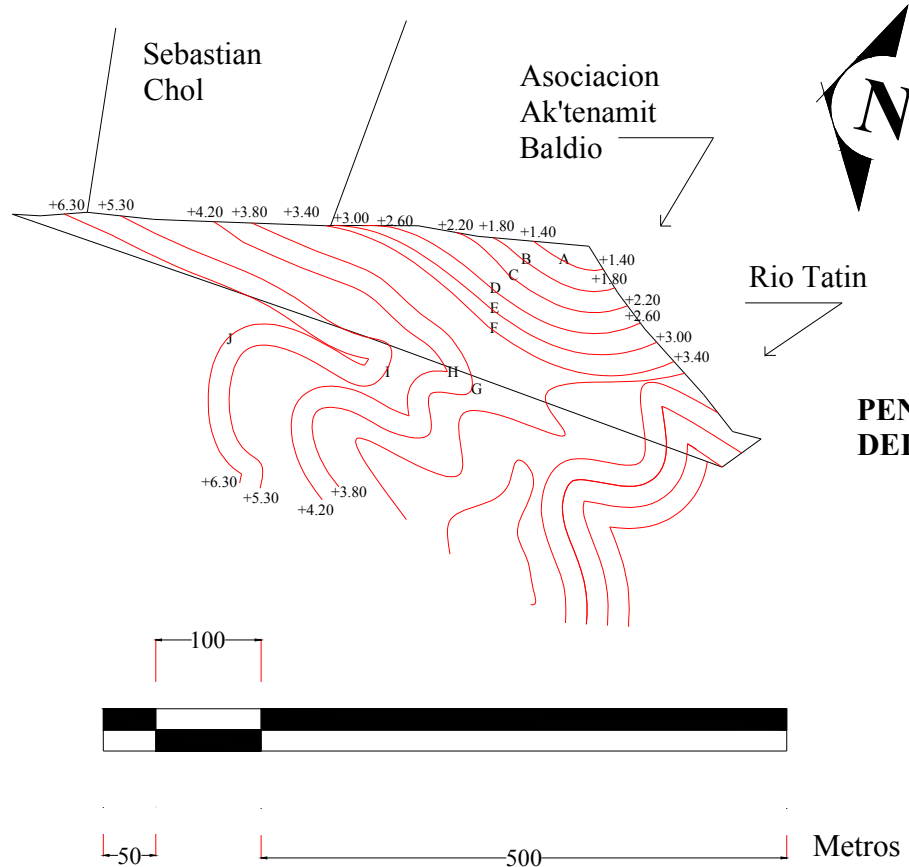 Sebastian
Chol
Asociacion
Ak'tenamit
Baldio
N
+6.30
+5.30
+4.20
+3.80
+3.40
+3.00
+2.60
+2.20
+1.80
+1.40
A
B
C
D
E
F
+1.40
+1.80
+2.20
+2.60
+3.00
+3.40
Rio Tatin
J
I
H
G
+6.30
+5.30
+4.20
+3.80
100
50
500
Metros